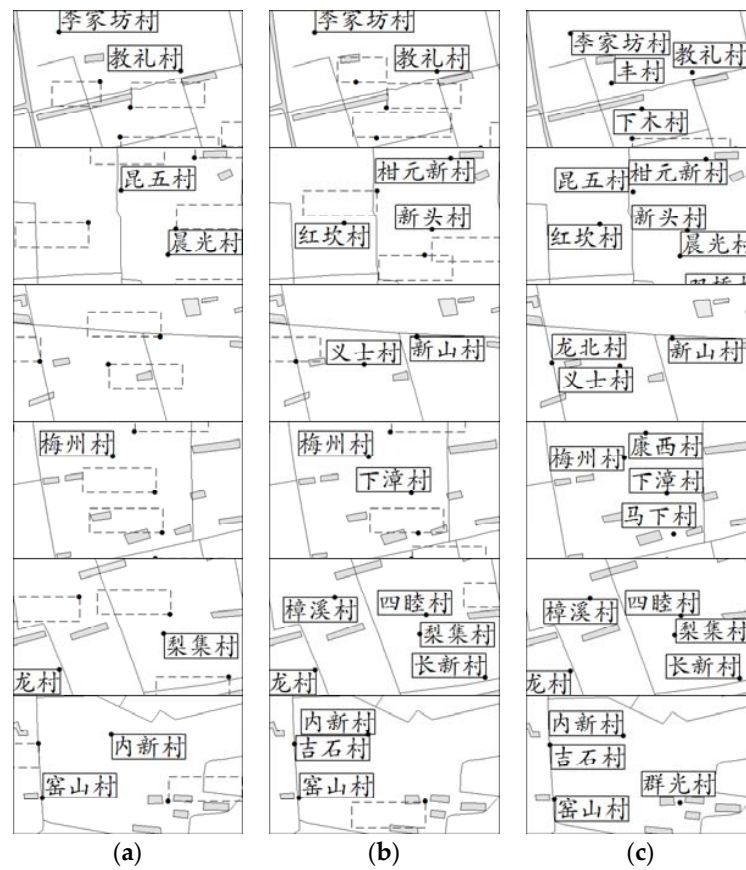 李家坊村
教礼村
李家坊村
教礼村
李家坊村
教礼村
丰村
下木村
昆五村
晨光村
柑元新村
新头村
红坎村
昆五村
柑元新村
新头村
红坎村
晨光村
义士村
新山村
龙北村
新山村
义士村
梅州村
梅州村
下漳村
康西村
梅州村
下漳村
马下村
梨集村
龙村
樟溪村
四睦村
梨集村
长新村
龙村
樟溪村
四睦村
梨集村
长新村
龙村
内新村
窑山村
内新村
吉石村
窑山村
内新村
吉石村
群光村
窑山村
(a)
(b)
(c)